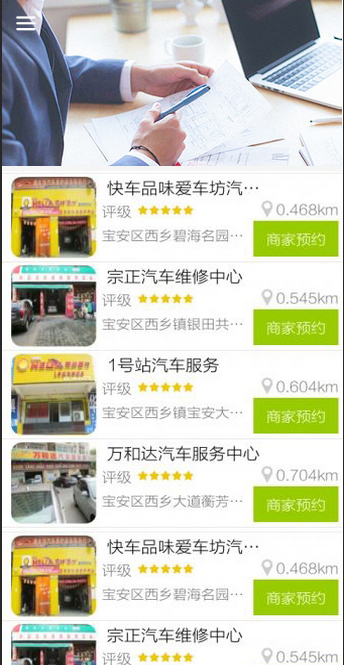 快车品味爱车坊汽…
评级
0.468km
宝安区西乡碧海名园…
商家预约
宗正汽车维修中心
评级
0.545km
宝安区西乡镇银田共…
商家预约
1号站汽车服务
评级
0.604km
宝安区西乡镇宝安大…
商家预约
万和达汽车服务中心
评级
0.704km
宝安区西乡大道蘅芳…
商家预约
快车品味爱车坊汽…
评级
0.468km
宝安区西乡碧海名园…
商家预约
宗正汽车维修中心
评级
0.545km